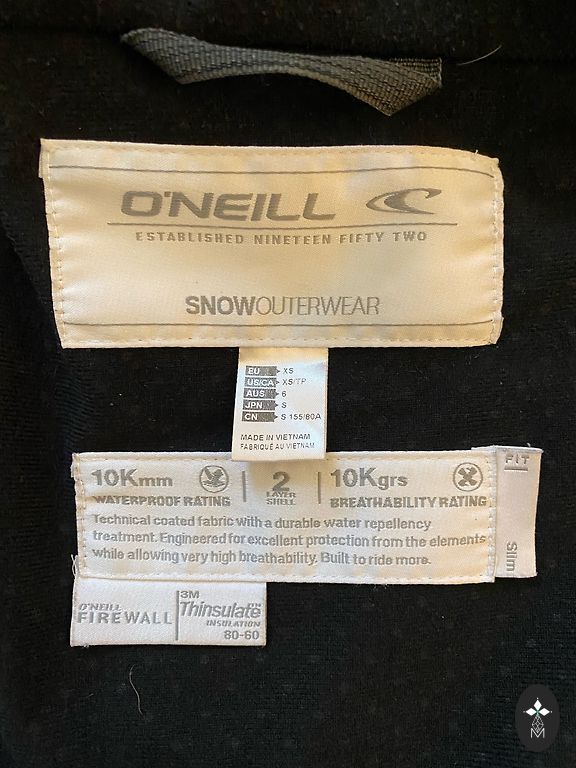 O'NEILL
ESTABLISHED NINETEEN FIFTY TWO
SNOWOUTERWEAR
EU XS
US/CA XS/TP
AUS 6
JPN S
CN S 155/80A
MADE IN VIETNAM
FABRIQUÉ AU VIETNAM
10Kmm
WATERPROOF RATING
2
LAYER
SHELL
10Kgrs
BREATHABILITY RATING
Technical coated fabric with a durable water repellency
treatment. Engineered for excellent protection from the elements
while allowing very high breathability. Built to ride more.
FIT
Slim
O'NEILL
FIREWALL
3M
Thinsulate™
INSULATION
80-60
M